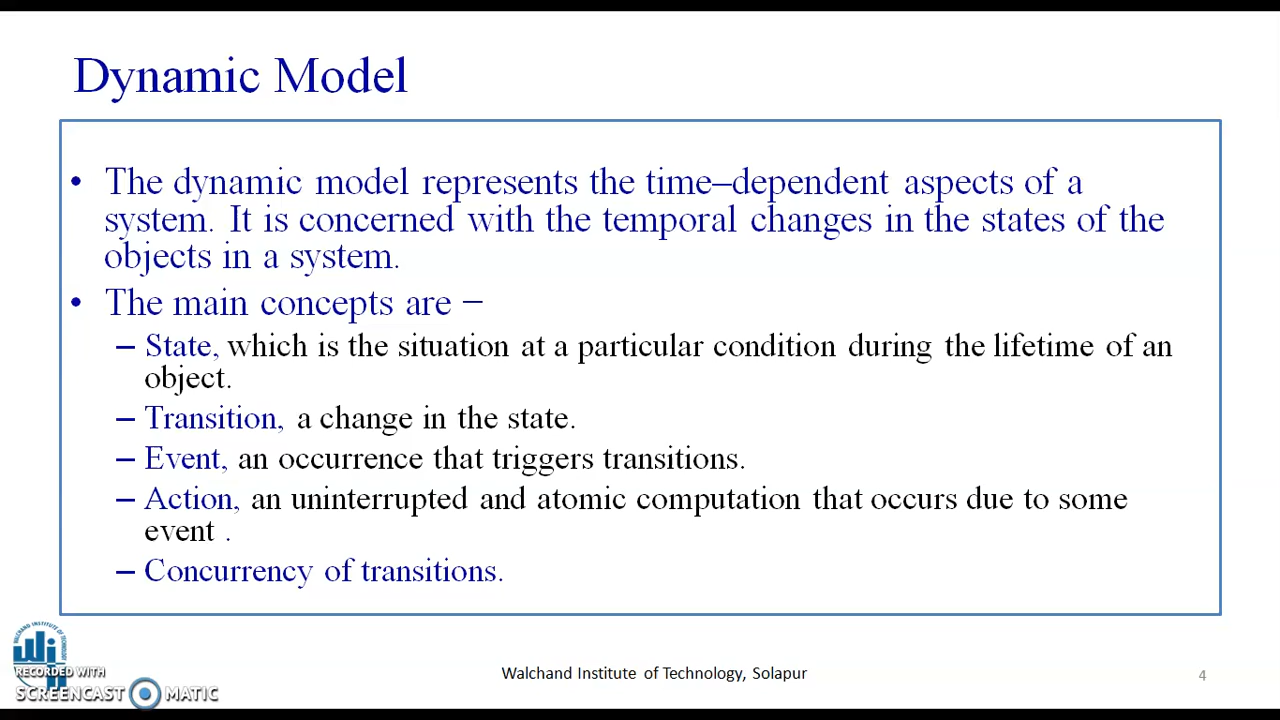 Dynamic Model
• The dynamic model represents the time–dependent aspects of a
system. It is concerned with the temporal changes in the states of the
objects in a system.
• The main concepts are −
– State, which is the situation at a particular condition during the lifetime of an
object.
– Transition, a change in the state.
– Event, an occurrence that triggers transitions.
– Action, an uninterrupted and atomic computation that occurs due to some
event .
– Concurrency of transitions.
WALCHAND INSTITUTE OF TECHNOLOGY
RECORDED WITH
SCREENCAST MATIC
Walchand Institute of Technology, Solapur
4